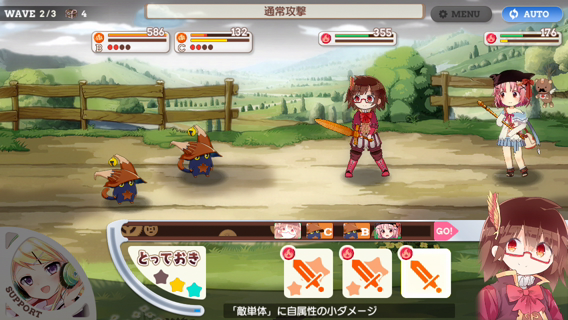 WAVE 2/3 4
通常攻撃
MENU
AUTO
586
B
132
C
355
176
C
B
GO!
とっておき
SUPPORT
「敵単体」に自属性の小ダメージ